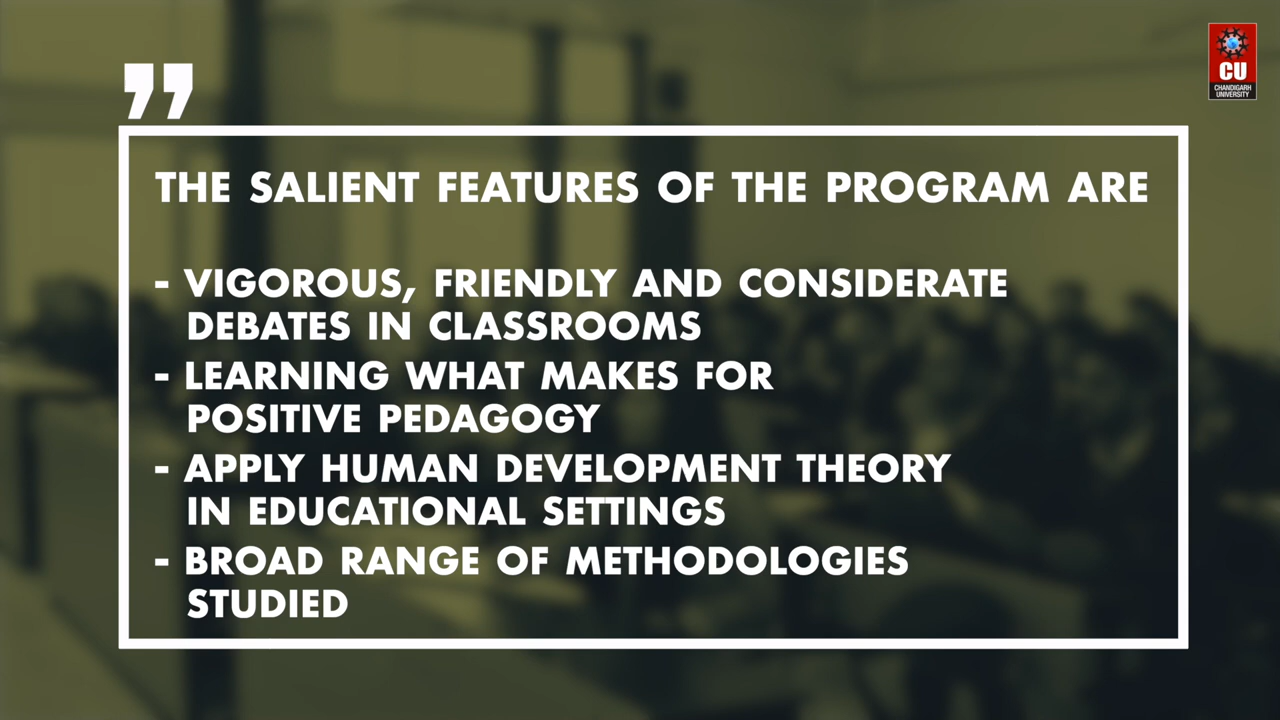 CU
CHANDIGARH
UNIVERSITY
”
THE SALIENT FEATURES OF THE PROGRAM ARE
- VIGOROUS, FRIENDLY AND CONSIDERATE
DEBATES IN CLASSROOMS
- LEARNING WHAT MAKES FOR
POSITIVE PEDAGOGY
- APPLY HUMAN DEVELOPMENT THEORY
IN EDUCATIONAL SETTINGS
- BROAD RANGE OF METHODOLOGIES
STUDIED